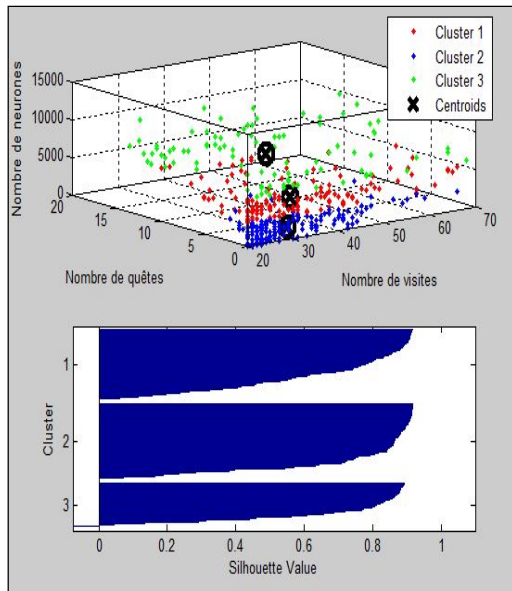 Cluster 1
Cluster 2
Cluster 3
Centroids
Nombre de neurones
15000
10000
5000
0
20
15
10
5
0
20
30
40
50
60
70
Nombre de quêtes
Nombre de visites
Cluster
1
2
3
0
0.2
0.4
0.6
0.8
1
Silhouette Value